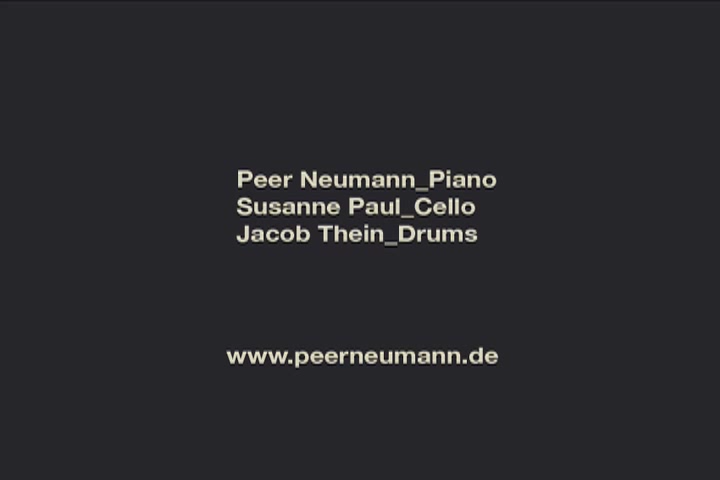 Peer Neumann_Piano
Susanne Paul_Cello
Jacob Thein_Drums
www.peerneumann.de